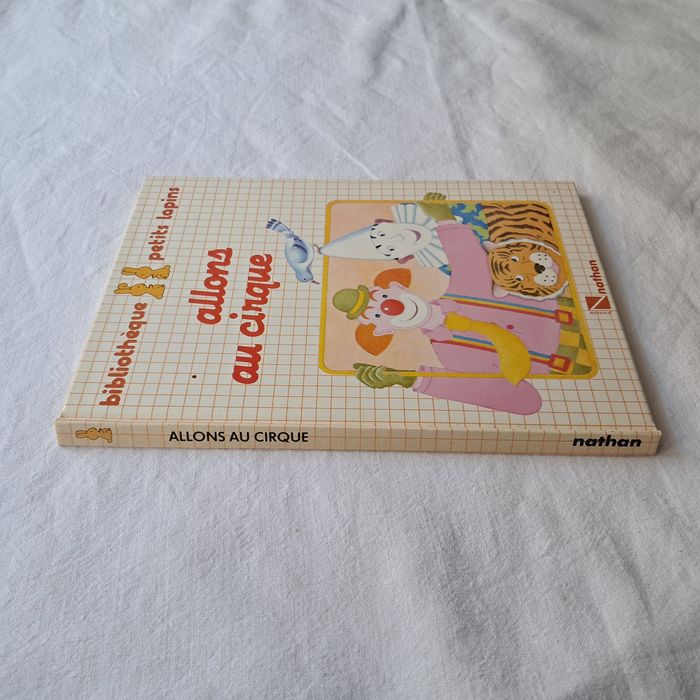 bibliothèque petits lapins
allons
au cirque
nathan
ALLONS AU CIRQUE
nathan